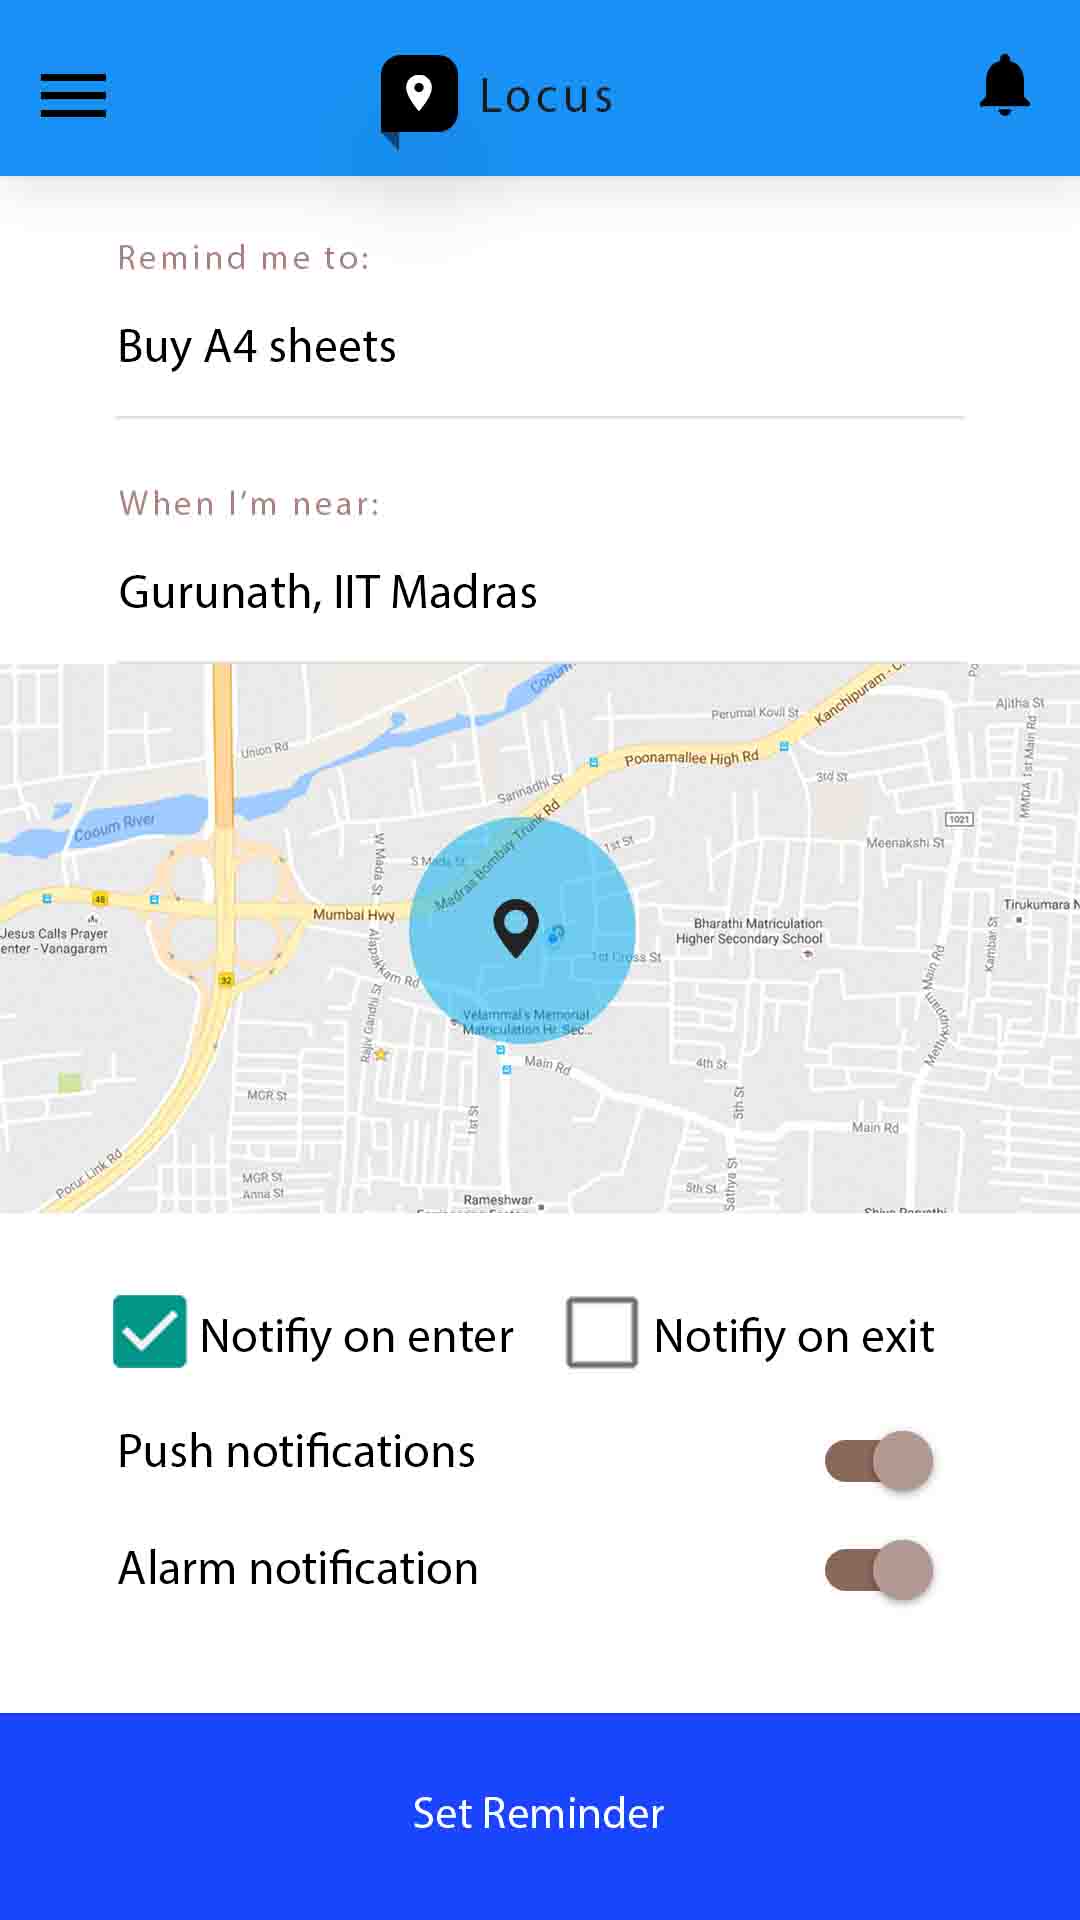 Locus
Remind me to:
Buy A4 sheets
When I'm near:
Gurunath, IIT Madras
Cooum
Kanchipuram - C
Po
Ajitha St
Perumal Kovil St
Union Rd
Poonamallee High Rd
MMDA 1st Main Rd
3rd St
Sannadhi St
Cooum River
Madras Bombay Trunk Rd
1021
W Mada St
S Mada St
1st St
Meenakshi St
48
Mumbai Hwy
Tirukumara N
Jesus Calls Prayer
enter - Vanagaram
Bharathi Matriculation
Higher Secondary School
Kambar St
Alapakkam Rd
1st Cross St
Mettukuppam Main Rd
32
Rajiv Gandhi St
Velammal's Memorial
Matriculation Hr. Sec...
Main Rd
4th St
MGR St
5th St
1st St
Main Rd
Porur Link Rd
MGR St
Anna St
5th St
Sathya St
Rameshwar
Notifiy on enter
Notifiy on exit
Push notifications
Alarm notification
Set Reminder